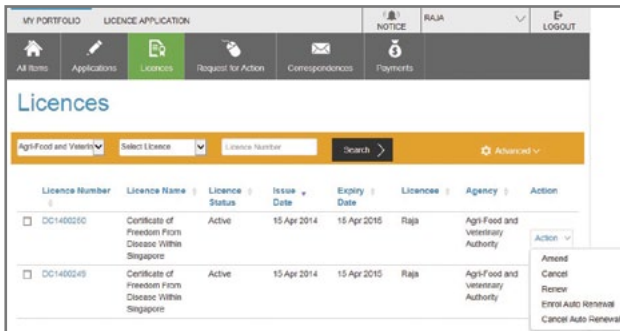 MY PORTFOLIO LICENCE APPLICATION NOTICE RAJA LOGOUT
All Items Applications Licences Request for Action Correspondences Payments
Licences
Agri-Food and Veterin Select Licence Licence Number Search Advanced
Licence Number Licence Name Licence Status Issue Date Expiry Date Licensee Agency Action
DC1400250 Certificate of Freedom From Disease Within Singapore Active 15 Apr 2014 15 Apr 2015 Raja Agri-Food and Veterinary Authority Action
DC1400249 Certificate of Freedom From Disease Within Singapore Active 15 Apr 2014 15 Apr 2015 Raja Agri-Food and Veterinary Authority
Amend
Cancel
Renew
Enrol Auto Renewal
Cancel Auto Renewal